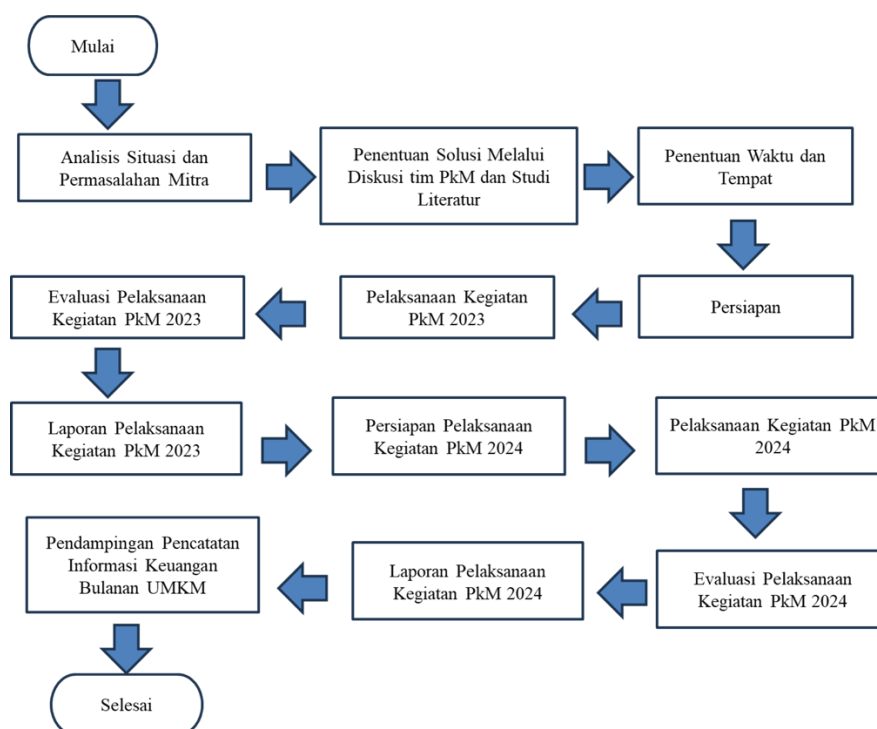 Mulai
Analisis Situasi dan
Permasalahan Mitra
Penentuan Solusi Melalui
Diskusi tim PkM dan Studi
Literatur
Penentuan Waktu dan
Tempat
Persiapan
Pelaksanaan Kegiatan
PkM 2023
Evaluasi Pelaksanaan
Kegiatan PkM 2023
Laporan Pelaksanaan
Kegiatan PkM 2023
Persiapan Pelaksanaan
Kegiatan PkM 2024
Pelaksanaan Kegiatan PkM
2024
Evaluasi Pelaksanaan
Kegiatan PkM 2024
Laporan Pelaksanaan
Kegiatan PkM 2024
Pendampingan Pencatatan
Informasi Keuangan
Bulanan UMKM
Selesai